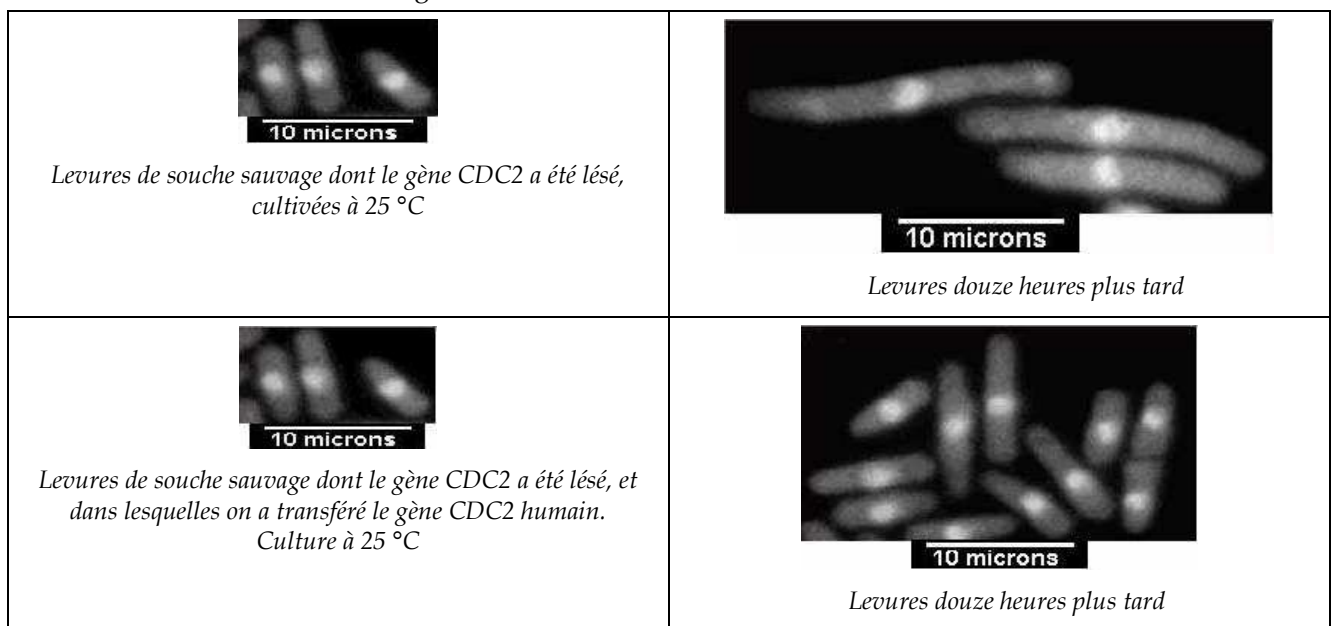 10 microns
Levures de souche sauvage dont le gène CDC2 a été lésé,
cultivées à 25 °C
10 microns
Levures douze heures plus tard
10 microns
Levures de souche sauvage dont le gène CDC2 a été lésé, et
dans lesquelles on a transféré le gène CDC2 humain.
Culture à 25 °C
10 microns
Levures douze heures plus tard